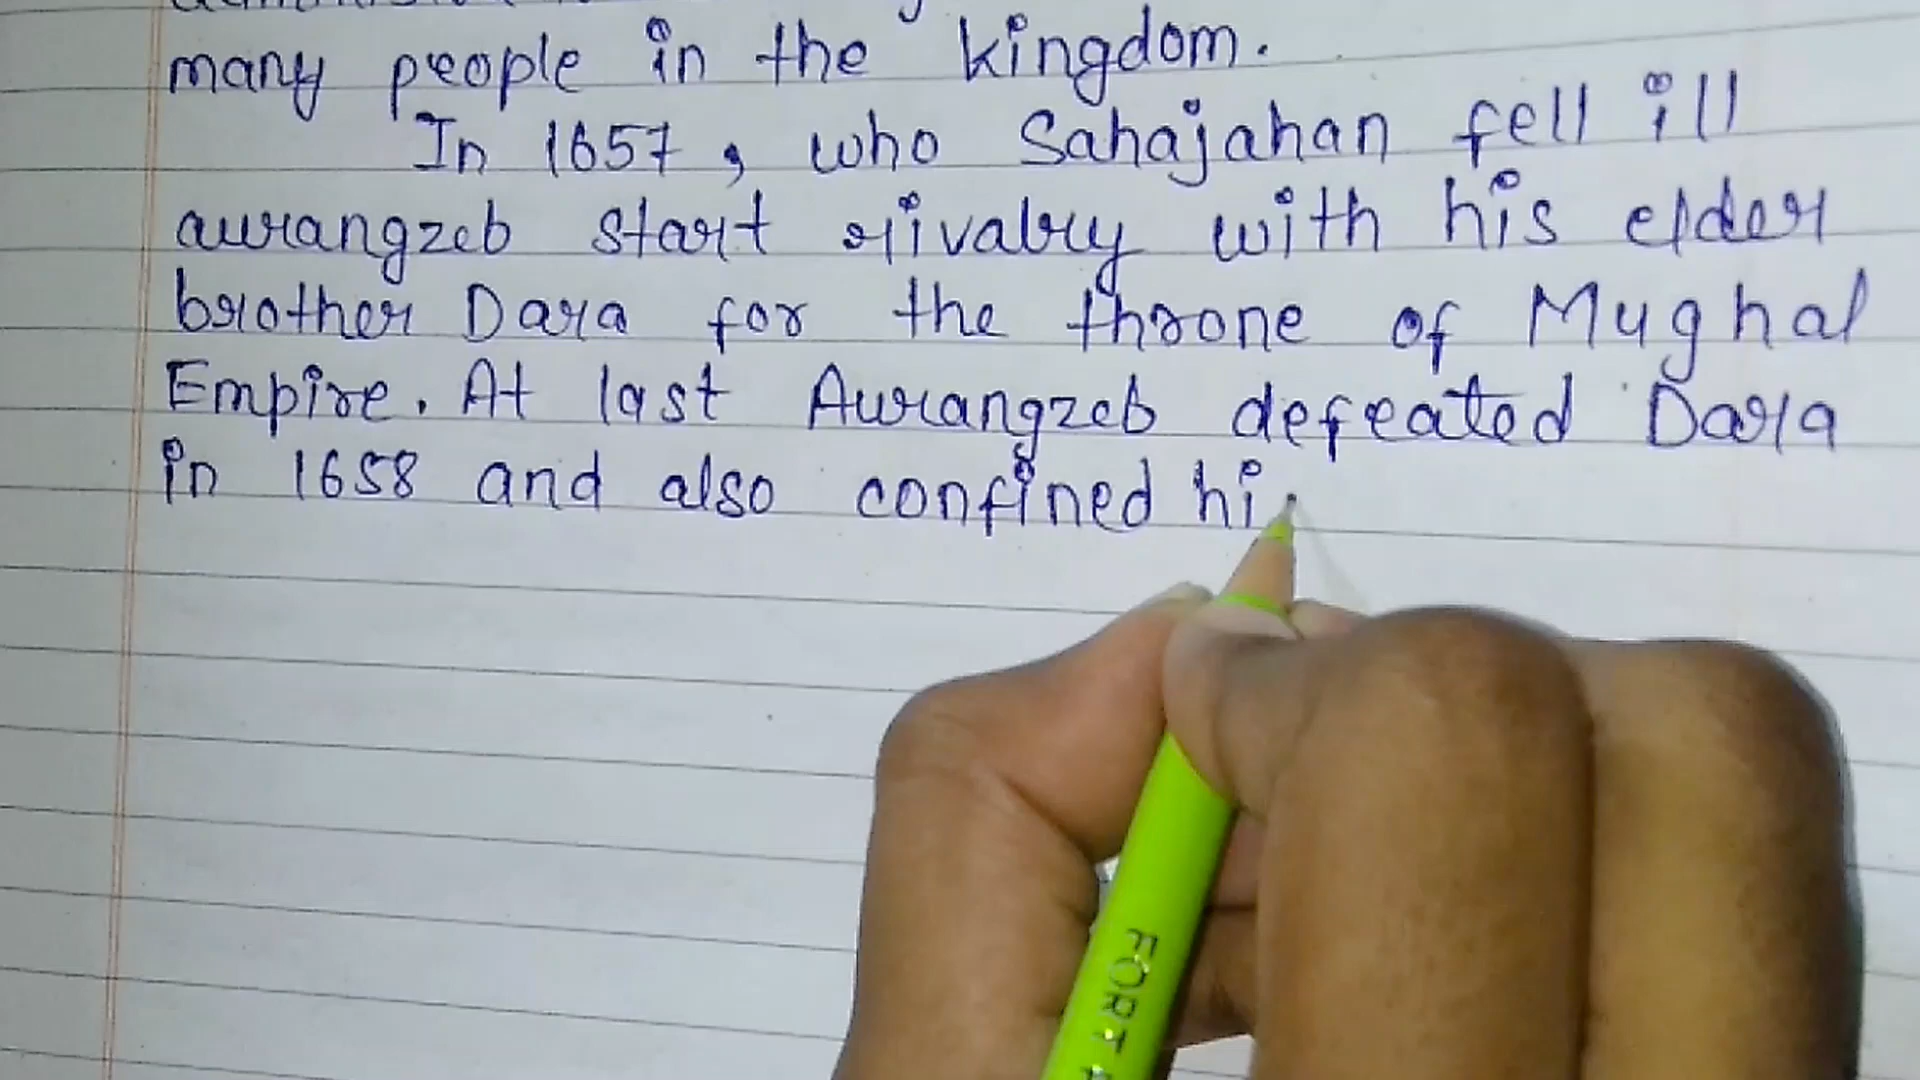 many people in the kingdom.
In 1657, who Sahajahan fell ill
aurangzeb start rivalry with his elder
brother Dara for the throne of Mughal
Empire. At last Aurangzeb defeated Dara
in 1658 and also confined hi
FORT